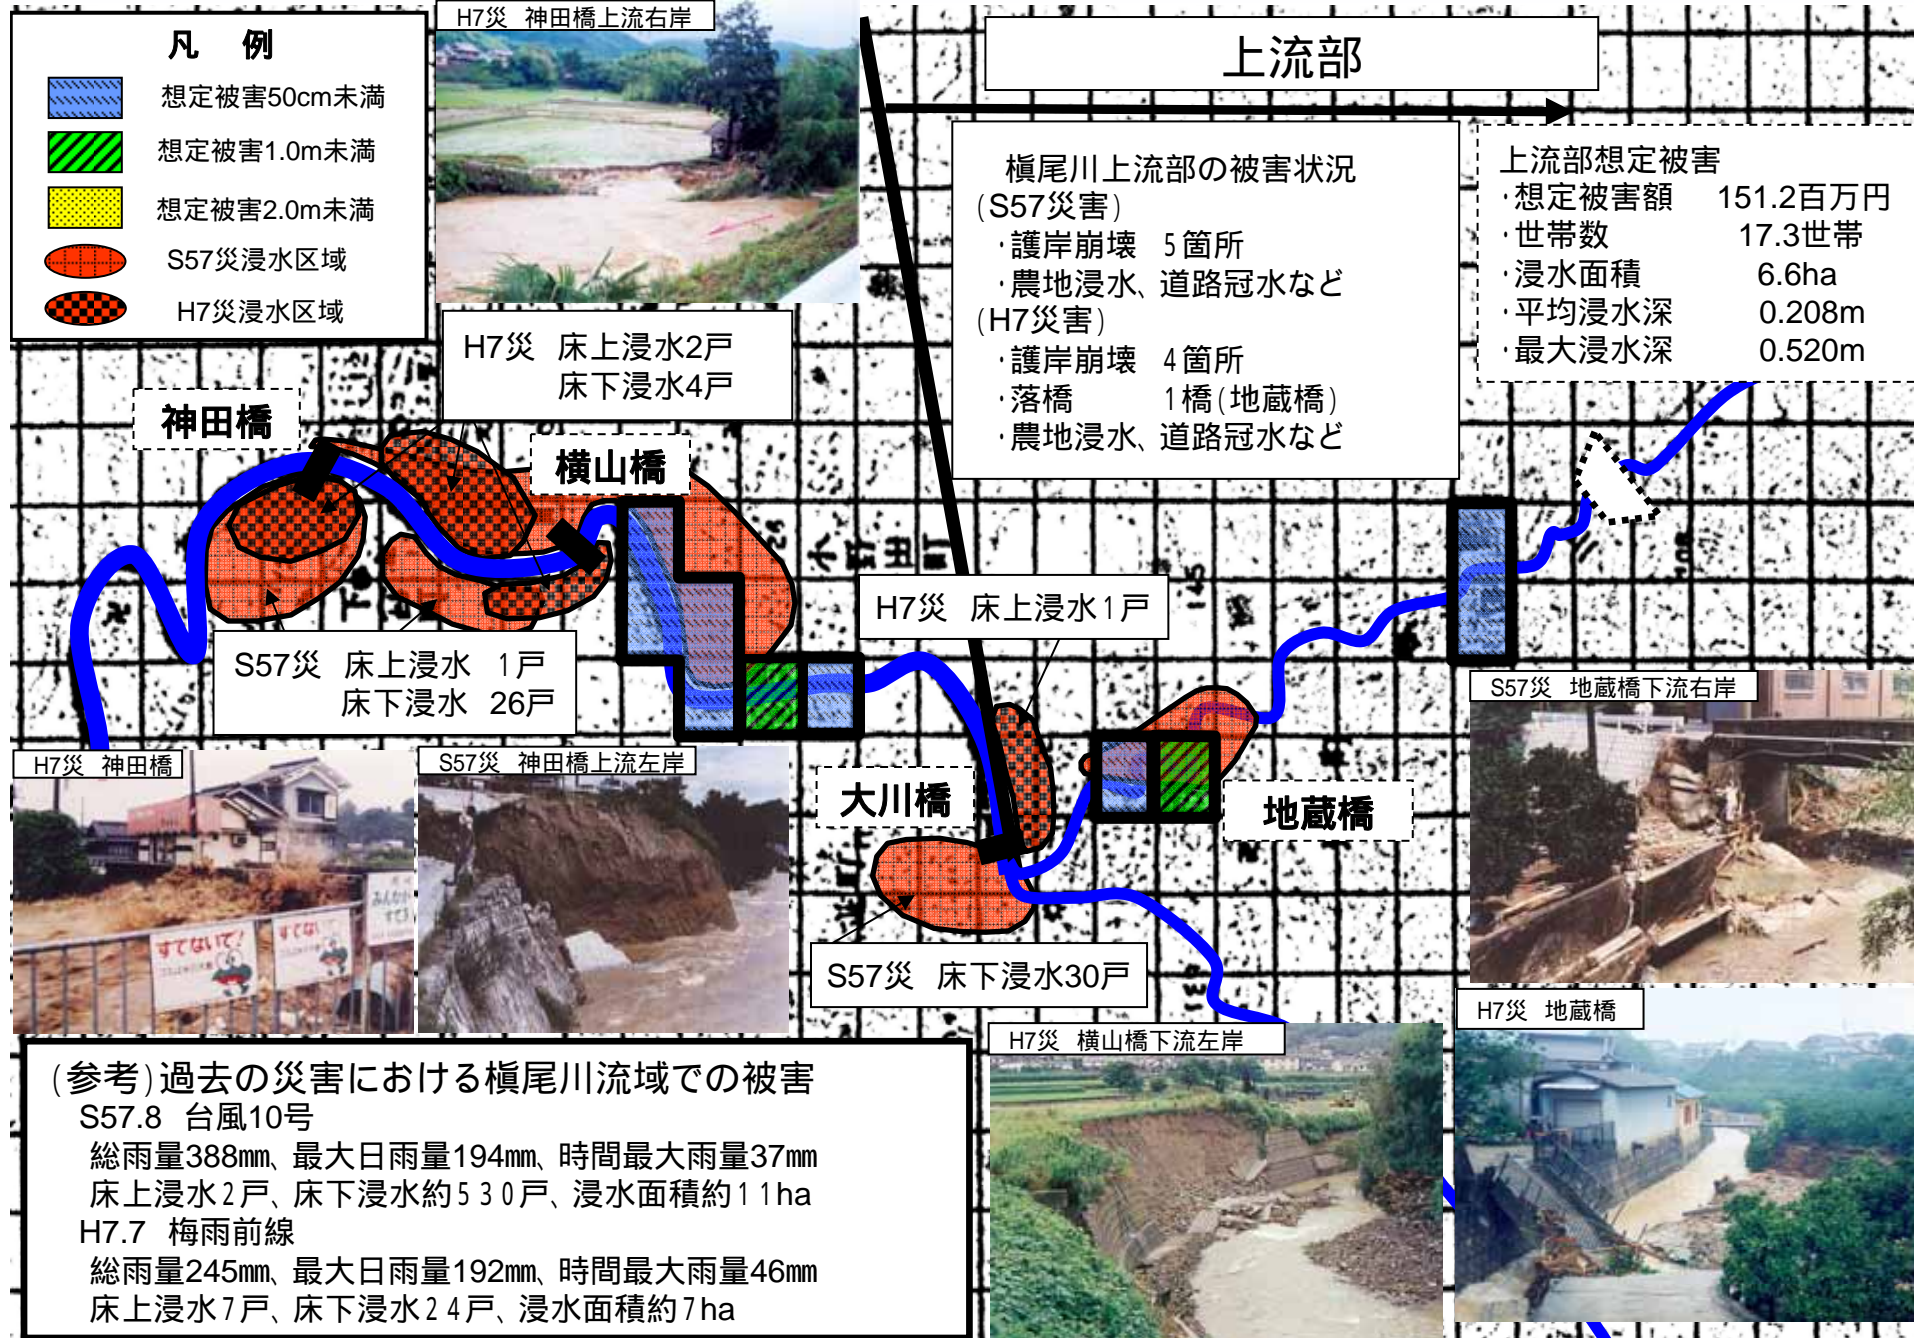 凡 例
想定被害50cm未満
想定被害1.0m未満
想定被害2.0m未満
S57災浸水区域
H7災浸水区域
H7災 神田橋上流右岸
上流部
槇尾川上流部の被害状況
(S57災害)
・護岸崩壊 5箇所
・農地浸水、道路冠水など
(H7災害)
・護岸崩壊 4箇所
・落橋 1橋(地蔵橋)
・農地浸水、道路冠水など
上流部想定被害
・想定被害額 151.2百万円
・世帯数 17.3世帯
・浸水面積 6.6ha
・平均浸水深 0.208m
・最大浸水深 0.520m
H7災 床上浸水2戸
床下浸水4戸
神田橋
横山橋
小野田町
H7災 床上浸水1戸
145
S57災 床上浸水 1戸
床下浸水 26戸
S57災 地蔵橋下流右岸
H7災 神田橋
すてないで!
すてない
みんなの
S57災 神田橋上流左岸
大川橋
地蔵橋
S57災 床下浸水30戸
H7災 横山橋下流左岸
H7災 地蔵橋
(参考)過去の災害における槇尾川流域での被害
S57.8 台風10号
総雨量388㎜、最大日雨量194㎜、時間最大雨量37㎜
床上浸水2戸、床下浸水約530戸、浸水面積約11ha
H7.7 梅雨前線
総雨量245㎜、最大日雨量192㎜、時間最大雨量46㎜
床上浸水7戸、床下浸水24戸、浸水面積約7ha